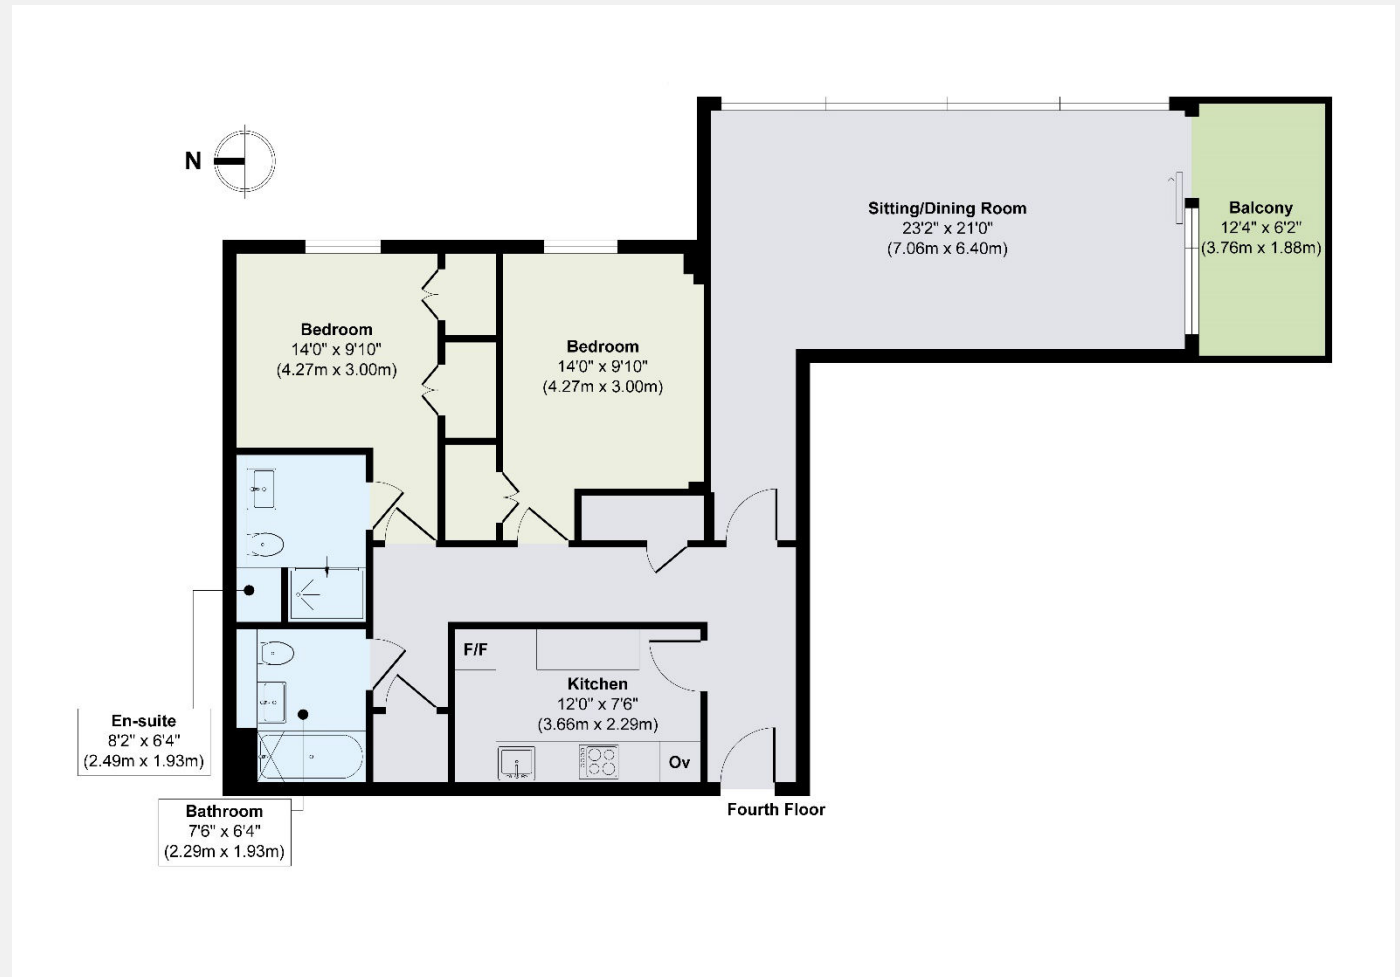 N
Sitting/Dining Room
23'2" x 21'0"
(7.06m x 6.40m)
Balcony
12'4" x 6'2"
(3.76m x 1.88m)
Bedroom
14'0" x 9'10"
(4.27m x 3.00m)
Bedroom
14'0" x 9'10"
(4.27m x 3.00m)
F/F
Kitchen
12'0" x 7'6"
(3.66m x 2.29m)
Ov
En-suite
8'2" x 6'4"
(2.49m x 1.93m)
Bathroom
7'6" x 6'4"
(2.29m x 1.93m)
Fourth Floor